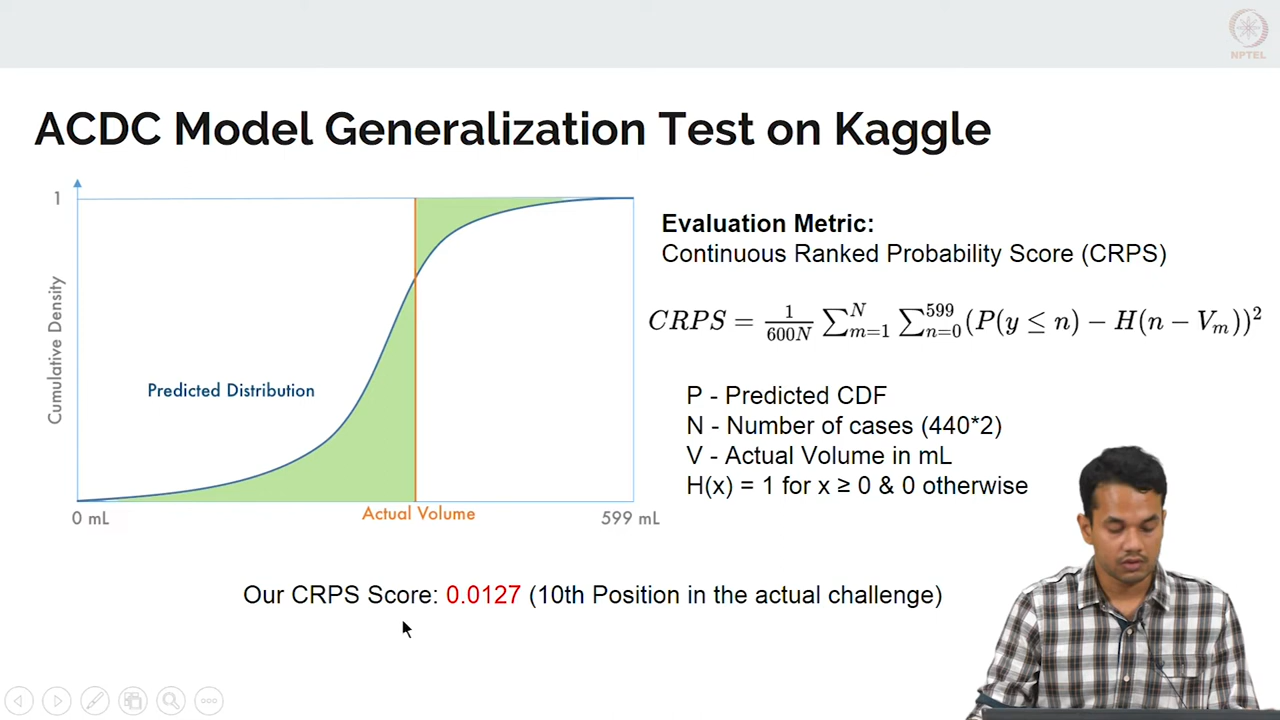 NPTEL
ACDC Model Generalization Test on Kaggle
1
Cumulative Density
Predicted Distribution
0 mL
Actual Volume
599 mL
Evaluation Metric:
Continuous Ranked Probability Score (CRPS)
CRPS = \frac{1}{600N} \sum_{m=1}^{N} \sum_{n=0}^{599} (P(y ≤ n) − H(n − V_m))^2
P - Predicted CDF
N - Number of cases (440*2)
V - Actual Volume in mL
H(x) = 1 for x ≥ 0 & 0 otherwise
Our CRPS Score: 0.0127 (10th Position in the actual challenge)